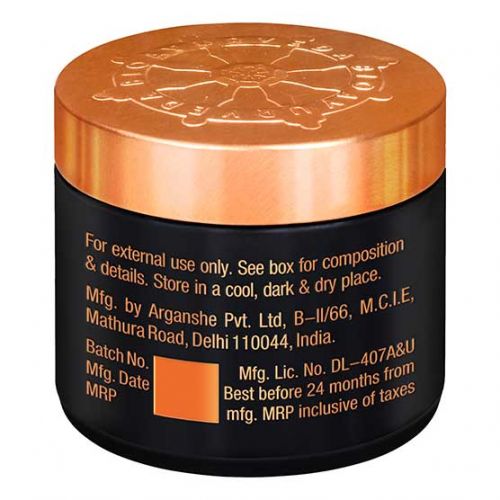 For external use only. See box for composition
& details. Store in a cool, dark & dry place.
Mfg. by Arganshe Pvt. Ltd, B-II/66, M.C.I.E,
Mathura Road, Delhi 110044, India.
Batch No.
Mfg. Date
MRP
Mfg. Lic. No. DL-407A&U
Best before 24 months from
mfg. MRP inclusive of taxes